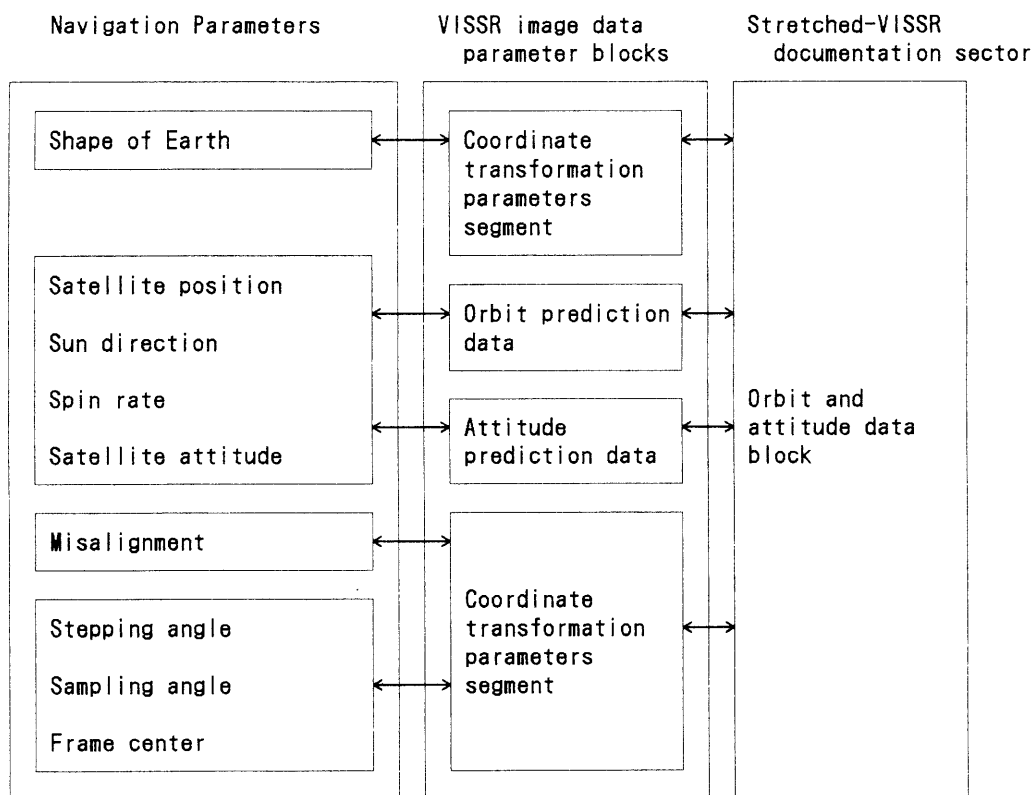 Navigation Parameters
VISSR image data
parameter blocks
Stretched-VISSR
documentation sector
Shape of Earth
Coordinate
transformation
parameters
segment
Satellite position
Sun direction
Spin rate
Satellite attitude
Orbit prediction
data
Attitude
prediction data
Orbit and
attitude data
block
Misalignment
Stepping angle
Sampling angle
Frame center
Coordinate
transformation
parameters
segment